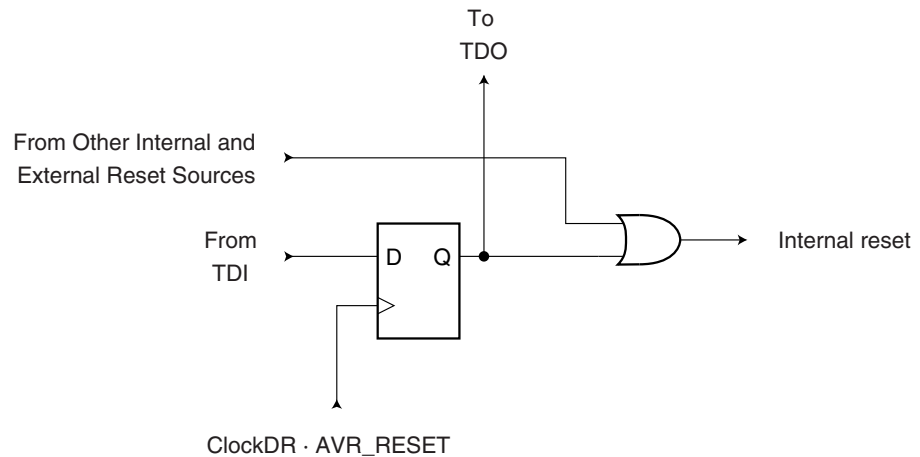 To
TDO
From Other Internal and
External Reset Sources
From
TDI
D Q
Internal reset
ClockDR · AVR_RESET